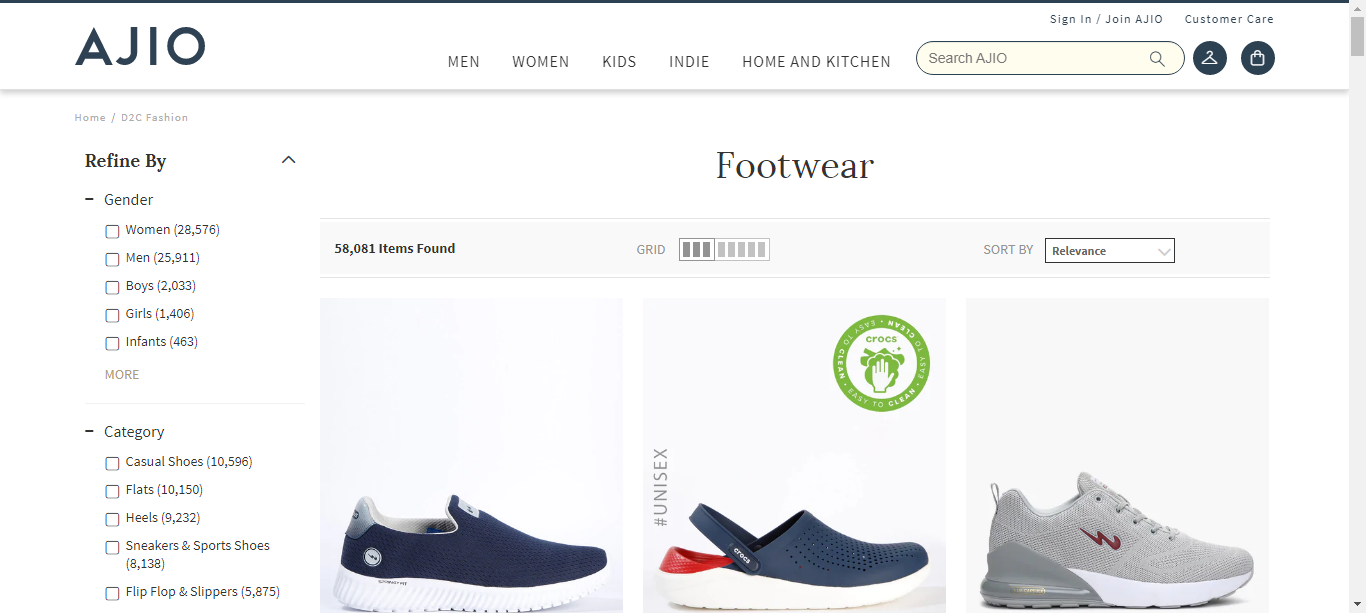 Sign In / Join AJIO
Customer Care
AJIO
MEN
WOMEN
KIDS
INDIE
HOME AND KITCHEN
Search AJIO
Home / D2C Fashion
Refine By
Footwear
Gender
Women (28,576)
Men (25,911)
Boys (2,033)
Girls (1,406)
Infants (463)
MORE
58,081 Items Found
GRID
SORT BY
Relevance
Category
Casual Shoes (10,596)
Flats (10,150)
Heels (9,232)
Sneakers & Sports Shoes
(8,138)
Flip Flop & Slippers (5,875)
EASY TO CLEAN • EASY TO CLEAN • EASY TO CLEAN •
crocs
#UNISEX
crocs